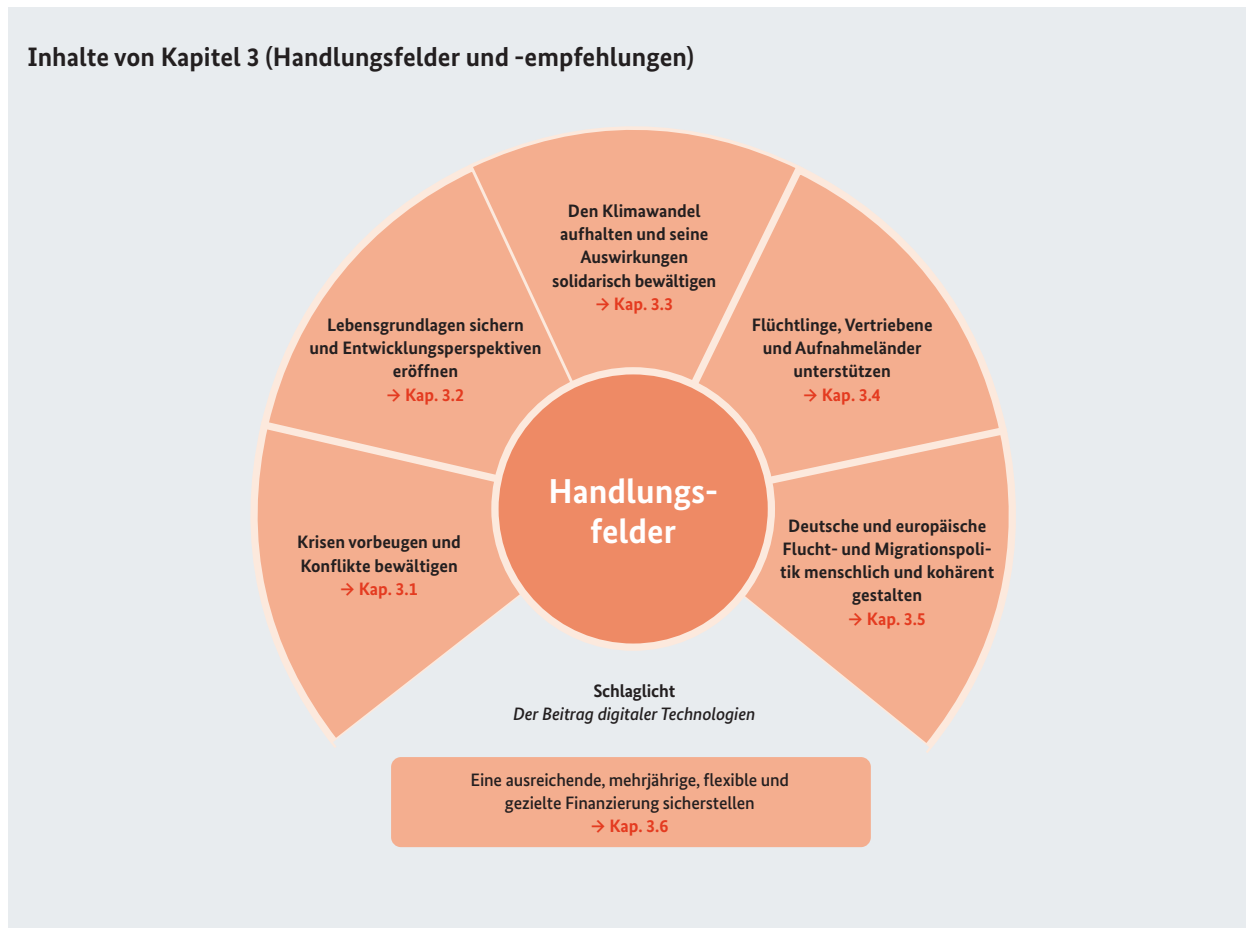 Inhalte von Kapitel 3 (Handlungsfelder und -empfehlungen)
Krisen vorbeugen und
Konflikte bewältigen
→ Kap. 3.1
Lebensgrundlagen sichern
und Entwicklungsperspektiven
eröffnen
→ Kap. 3.2
Den Klimawandel
aufhalten und seine
Auswirkungen
solidarisch bewältigen
→ Kap. 3.3
Flüchtlinge, Vertriebene
und Aufnahmeländer
unterstützen
→ Kap. 3.4
Deutsche und europäische
Flucht- und Migrationspoli-
tik menschlich und kohärent
gestalten
→ Kap. 3.5
Handlungs-
felder
Schlaglicht
Der Beitrag digitaler Technologien
Eine ausreichende, mehrjährige, flexible und
gezielte Finanzierung sicherstellen
→ Kap. 3.6